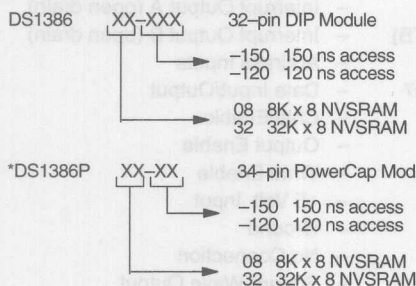 DS1386 XX–XXX 32–pin DIP Module
–150 150 ns access
–120 120 ns access
08 8K x 8 NVSRAM
32 32K x 8 NVSRAM
*DS1386P XX–XX 34–pin PowerCap Mod
–150 150 ns access
–120 120 ns access
08 8K x 8 NVSRAM
32 32K x 8 NVSRAM